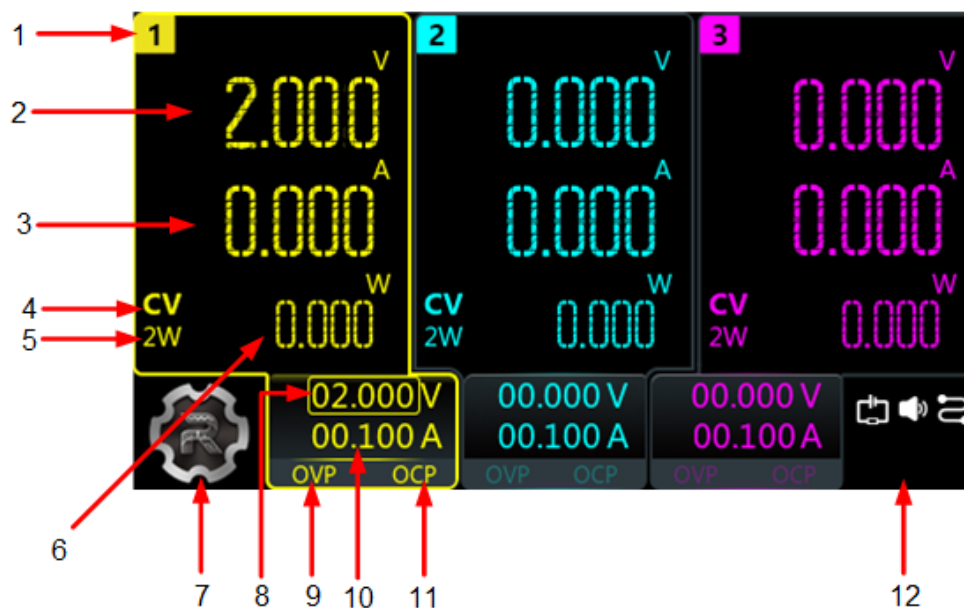 1 1 2 3
V V V
2 2.000 0.000 0.000
A A A
3 0.000 0.000 0.000
W W W
4 CV CV CV
5 2W 0.000 2W 0.000 2W 0.000
8 02.000 V 00.000 V 00.000 V
00.100 A 00.100 A 00.100 A
R OVP OCP OVP OCP OVP OCP
6
7 8 9 10 11 12